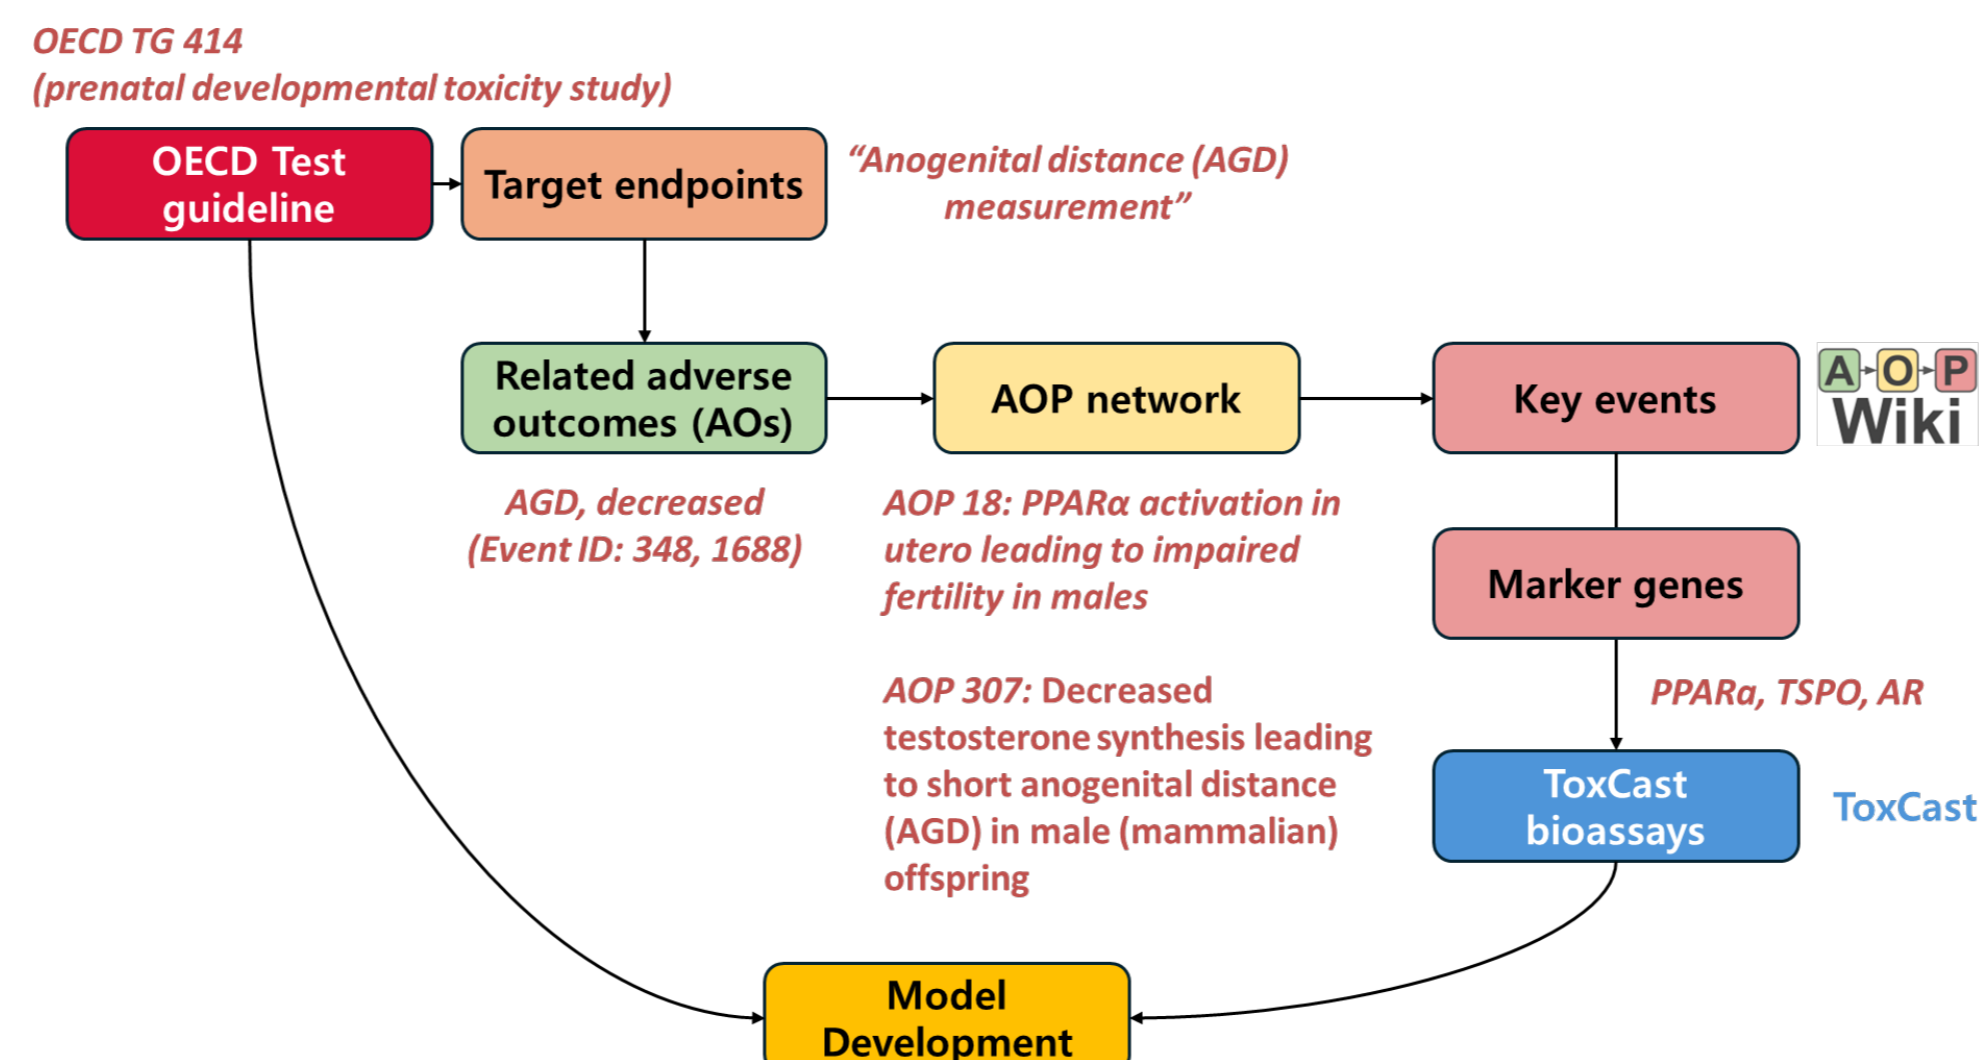 OECD TG 414
(prenatal developmental toxicity study)
OECD Test
guideline
Target endpoints
“Anogenital distance (AGD)
measurement”
Related adverse
outcomes (AOs)
AOP network
Key events
A O P
Wiki
AGD, decreased
(Event ID: 348, 1688)
AOP 18: PPARα activation in
utero leading to impaired
fertility in males
Marker genes
AOP 307: Decreased
testosterone synthesis leading
to short anogenital distance
(AGD) in male (mammalian)
offspring
PPARα, TSPO, AR
ToxCast
bioassays
ToxCast
Model
Development